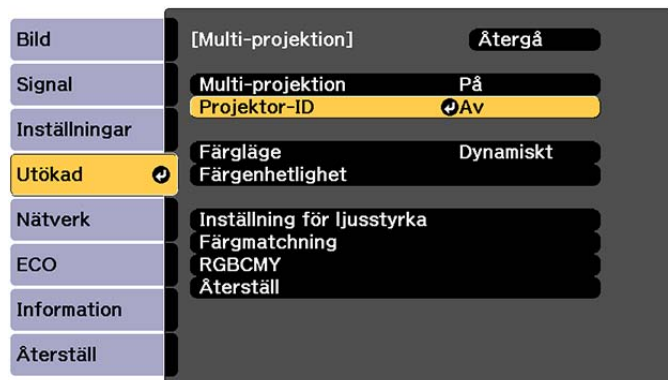 Bild
Signal
Inställningar
Utökad
Nätverk
ECO
Information
Återställ
[Multi-projektion] Återgå
Multi-projektion På
Projektor-ID Av
Färgläge Dynamiskt
Färgenhetlighet
Inställning för ljusstyrka
Färgmatchning
RGBCMY
Återställ